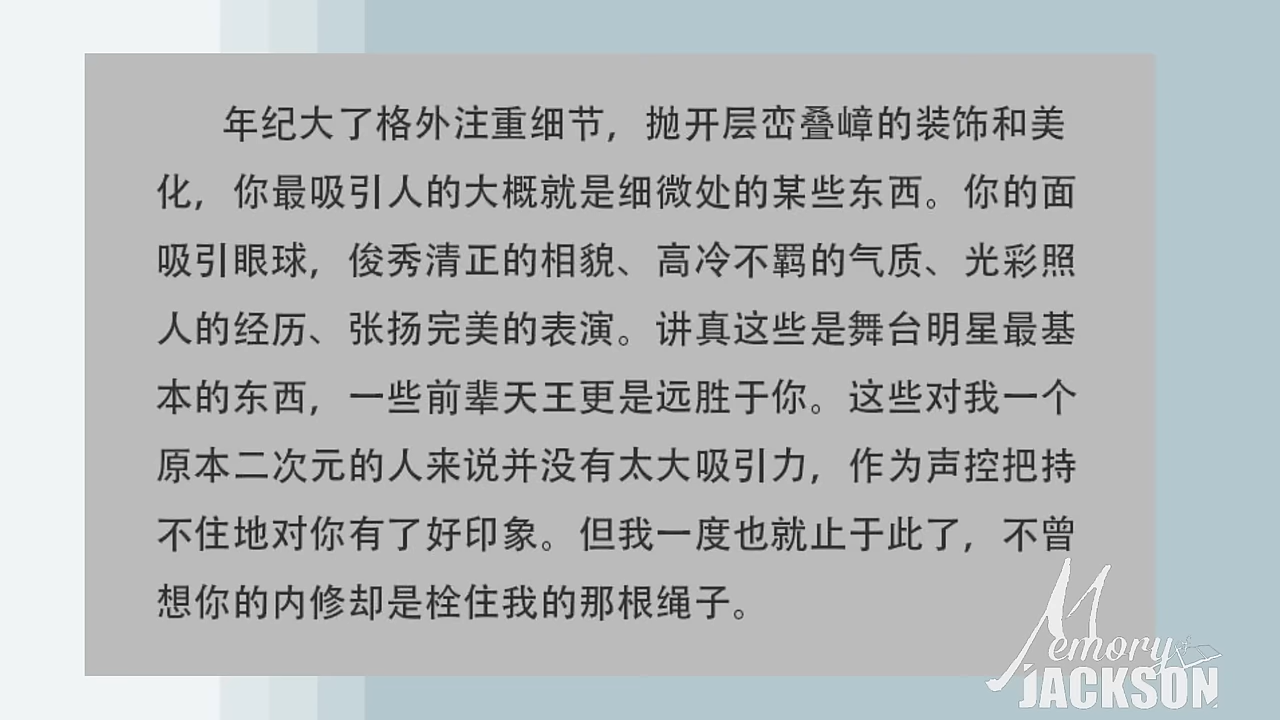 年纪大了格外注重细节，抛开层峦叠嶂的装饰和美
化，你最吸引人的大概就是细微处的某些东西。你的面
吸引眼球，俊秀清正的相貌、高冷不羁的气质、光彩照
人的经历、张扬完美的表演。讲真这些是舞台明星最基
本的东西，一些前辈天王更是远胜于你。这些对我一个
原本二次元的人来说并没有太大吸引力，作为声控把持
不住地对你有了好印象。但我一度也就止于此了，不曾
想你的内修却是栓住我的那根绳子。
Memory
JACKSON